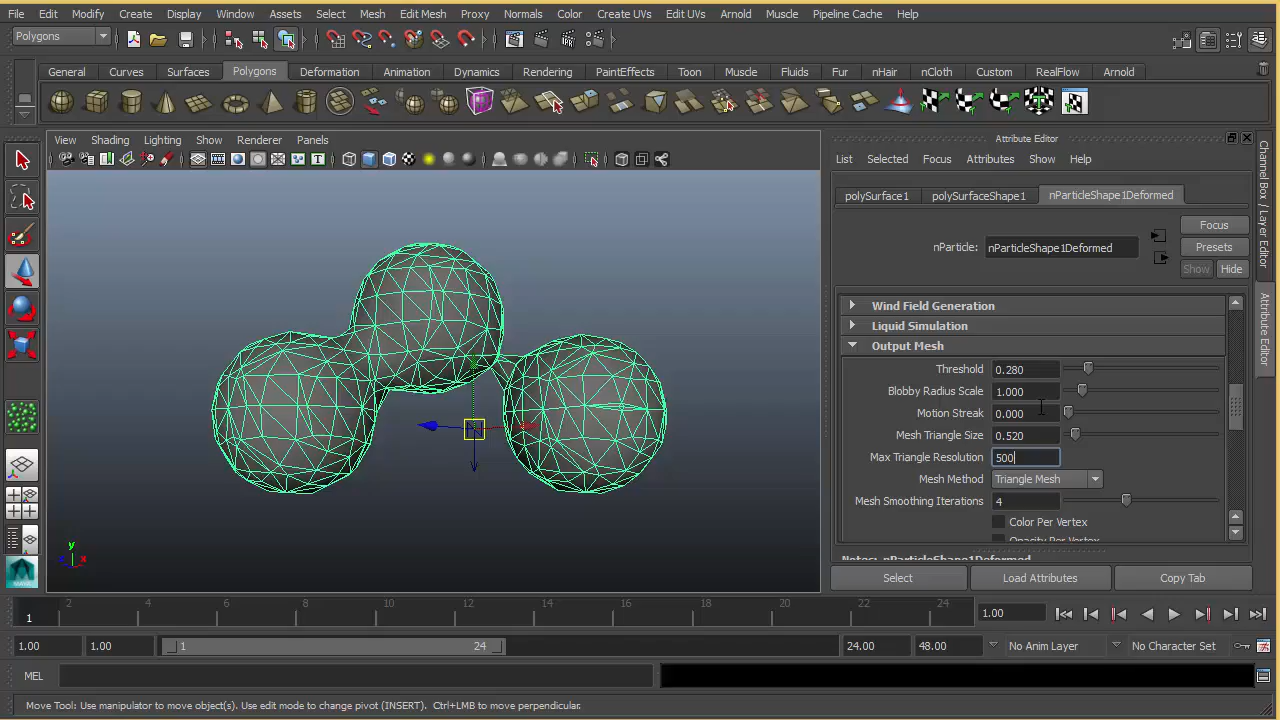 File Edit Modify Create Display Window Assets Select Mesh Edit Mesh Proxy Normals Color Create UVs Edit UVs Arnold Muscle Pipeline Cache Help
Polygons
General Curves Surfaces Polygons Deformation Animation Dynamics Rendering PaintEffects Toon Muscle Fluids Fur nHair nCloth Custom RealFlow Arnold
View Shading Lighting Show Renderer Panels
Attribute Editor
List Selected Focus Attributes Show Help
polySurface1 polySurfaceShape1 nParticleShape1Deformed
Focus
nParticle: nParticleShape1Deformed
Presets
Show Hide
Wind Field Generation
Liquid Simulation
Output Mesh
Threshold 0.280
Blobby Radius Scale 1.000
Motion Streak 0.000
Mesh Triangle Size 0.520
Max Triangle Resolution 500
Mesh Method Triangle Mesh
Mesh Smoothing Iterations 4
Color Per Vertex
Opacity Per Vertex
Notes: nParticleShape1Deformed
Select Load Attributes Copy Tab
Channel Box / Layer Editor
Attribute Editor
y
x
1 2 4 6 8 10 12 14 16 18 20 22 24 1.00
1.00 1.00 1 24 24.00 48.00 No Anim Layer No Character Set
MEL
Move Tool: Use manipulator to move object(s). Use edit mode to change pivot (INSERT). Ctrl+LMB to move perpendicular.